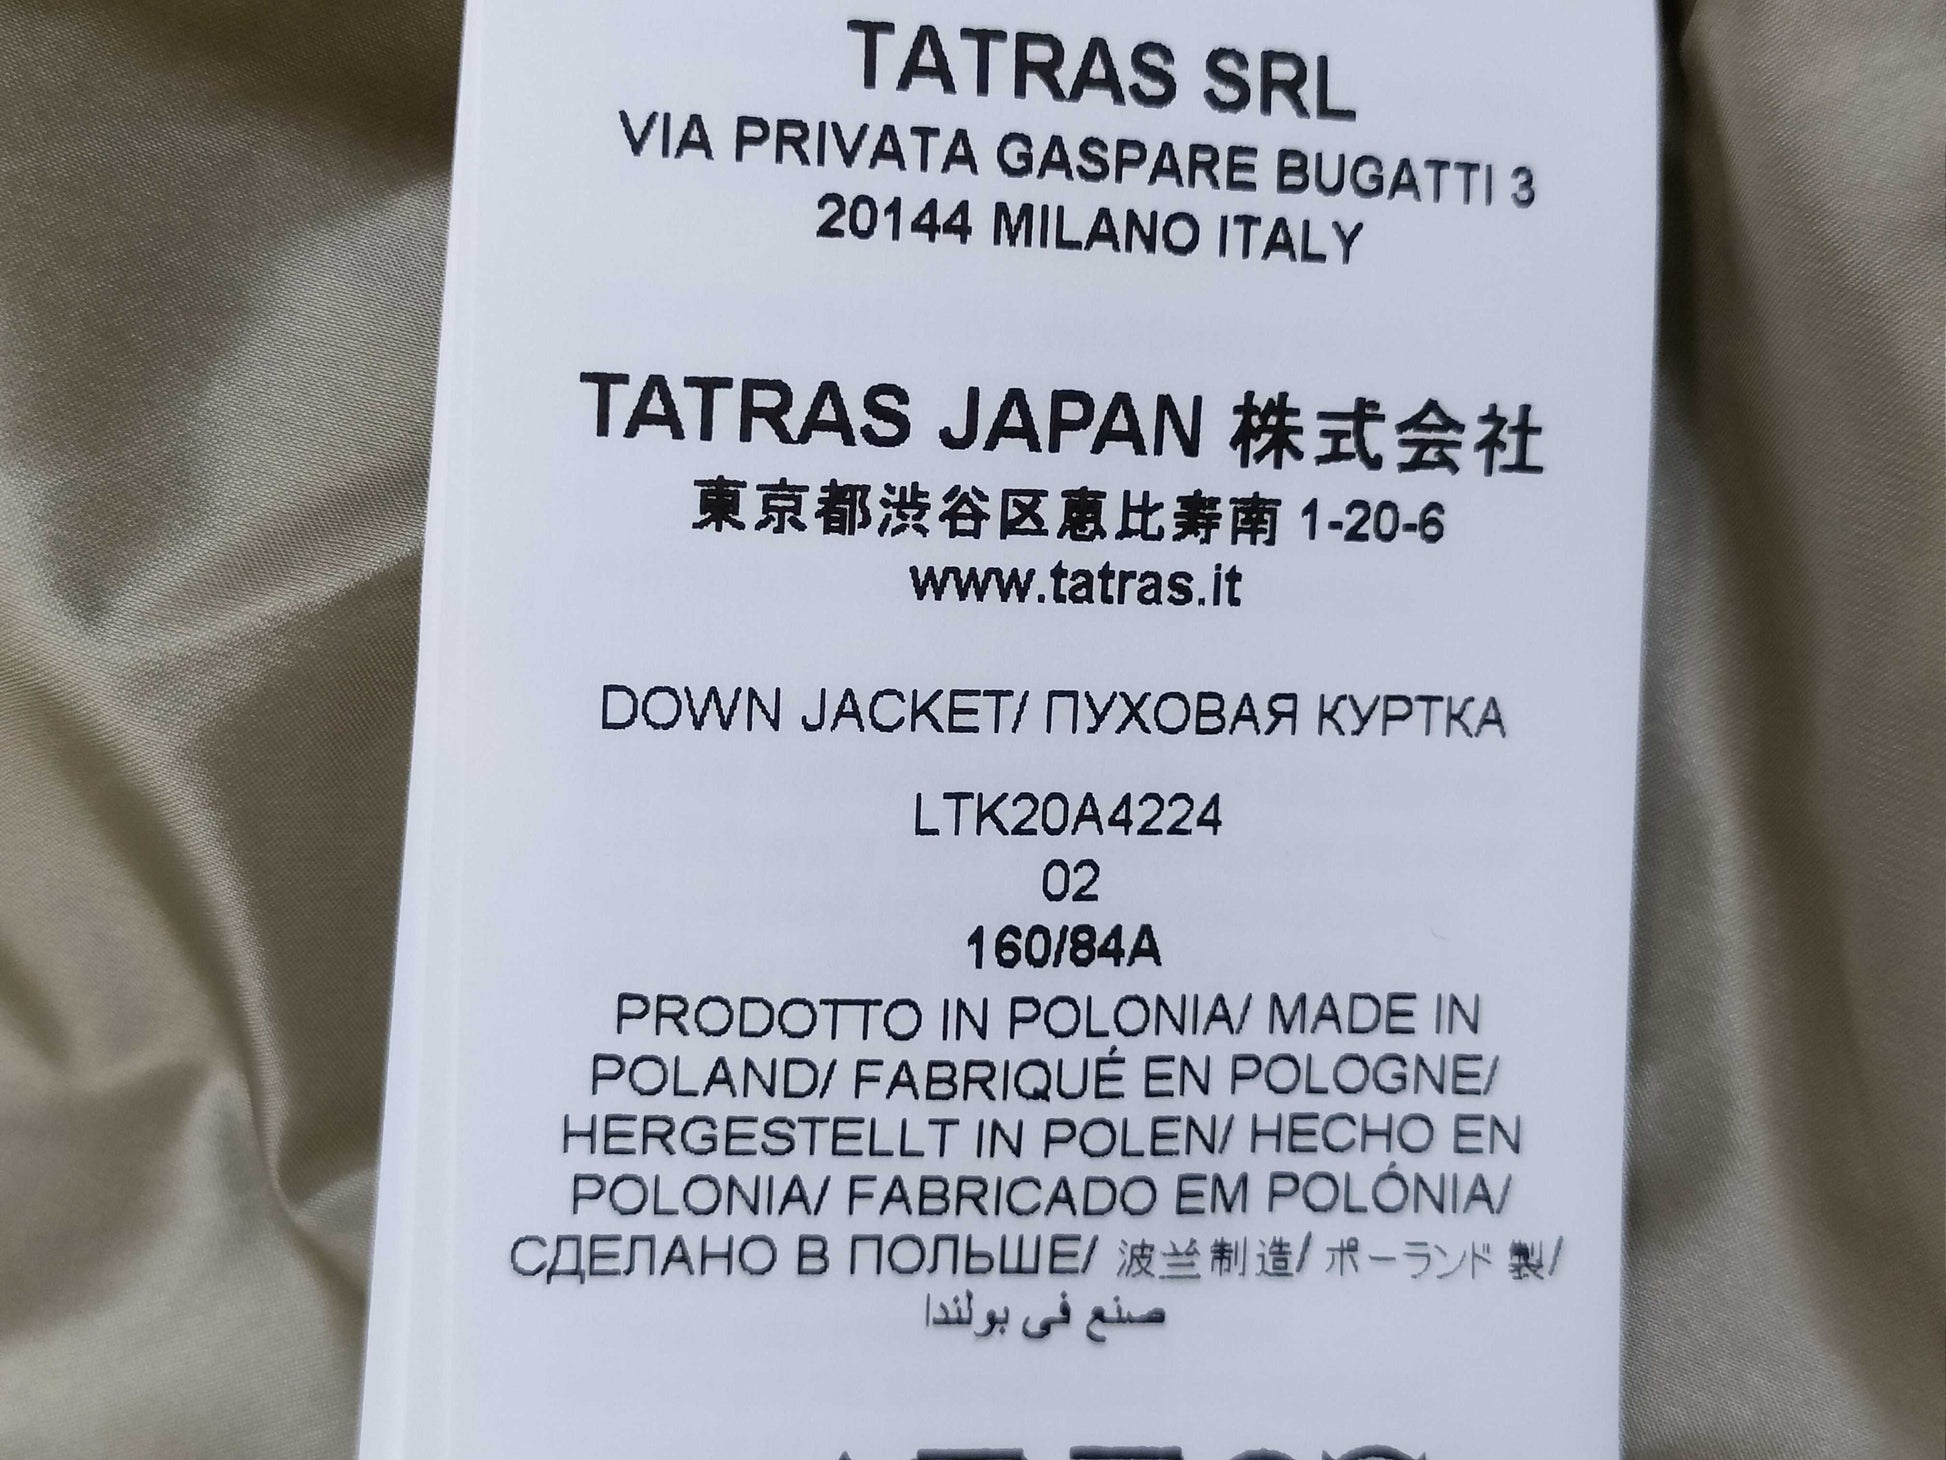 TATRAS SRL
VIA PRIVATA GASPARE BUGATTI 3
20144 MILANO ITALY
TATRAS JAPAN 株式会社
東京都渋谷区恵比寿南 1-20-6
www.tatras.it
DOWN JACKET/ ПУХОВАЯ КУРТКА
LTK20A4224
02
160/84A
PRODOTTO IN POLONIA/ MADE IN
POLAND/ FABRIQUÉ EN POLOGNE/
HERGESTELLT IN POLEN/ HECHO EN
POLONIA/ FABRICADO EM POLÓNIA/
СДЕЛАНО В ПОЛЬШЕ/ 波兰制造/ ポーランド 製/
صنع في بولندا